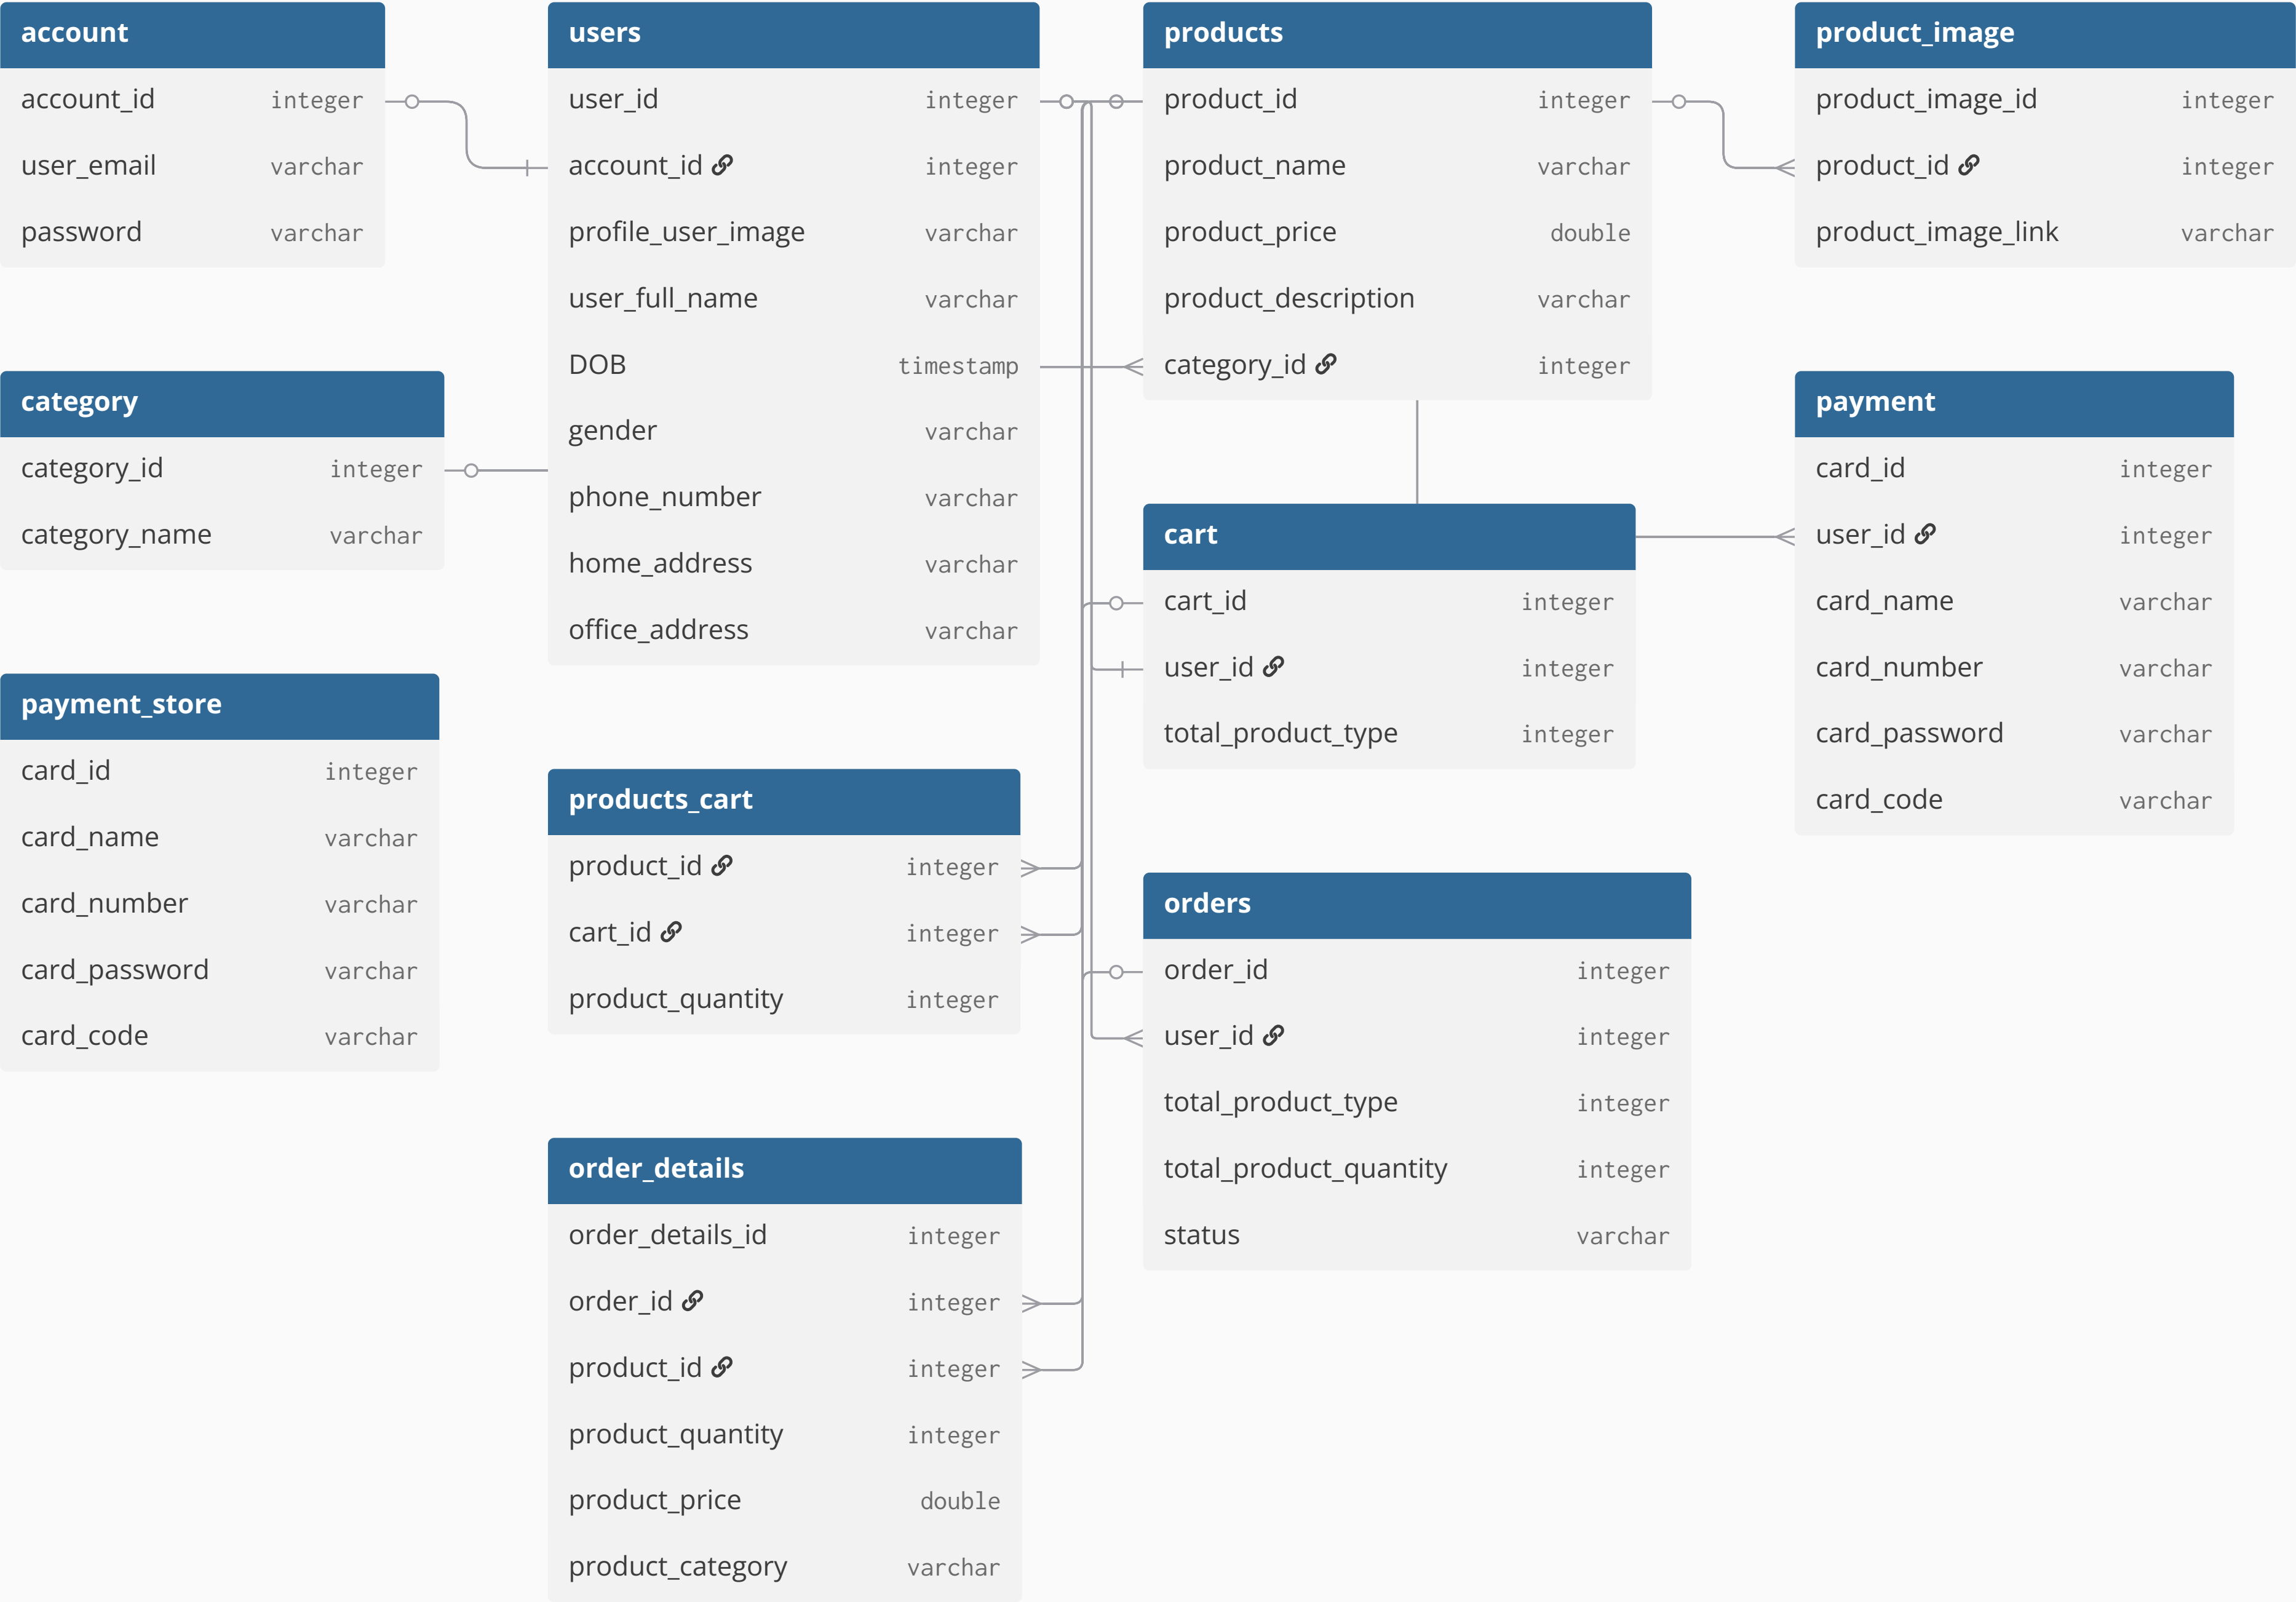 account
account_id integer
user_email varchar
password varchar
users
user_id integer
account_id integer
profile_user_image varchar
user_full_name varchar
DOB timestamp
gender varchar
phone_number varchar
home_address varchar
office_address varchar
products
product_id integer
product_name varchar
product_price double
product_description varchar
category_id integer
product_image
product_image_id integer
product_id integer
product_image_link varchar
category
category_id integer
category_name varchar
payment
card_id integer
user_id integer
card_name varchar
card_number varchar
card_password varchar
card_code varchar
cart
cart_id integer
user_id integer
total_product_type integer
payment_store
card_id integer
card_name varchar
card_number varchar
card_password varchar
card_code varchar
products_cart
product_id integer
cart_id integer
product_quantity integer
orders
order_id integer
user_id integer
total_product_type integer
total_product_quantity integer
status varchar
order_details
order_details_id integer
order_id integer
product_id integer
product_quantity integer
product_price double
product_category varchar